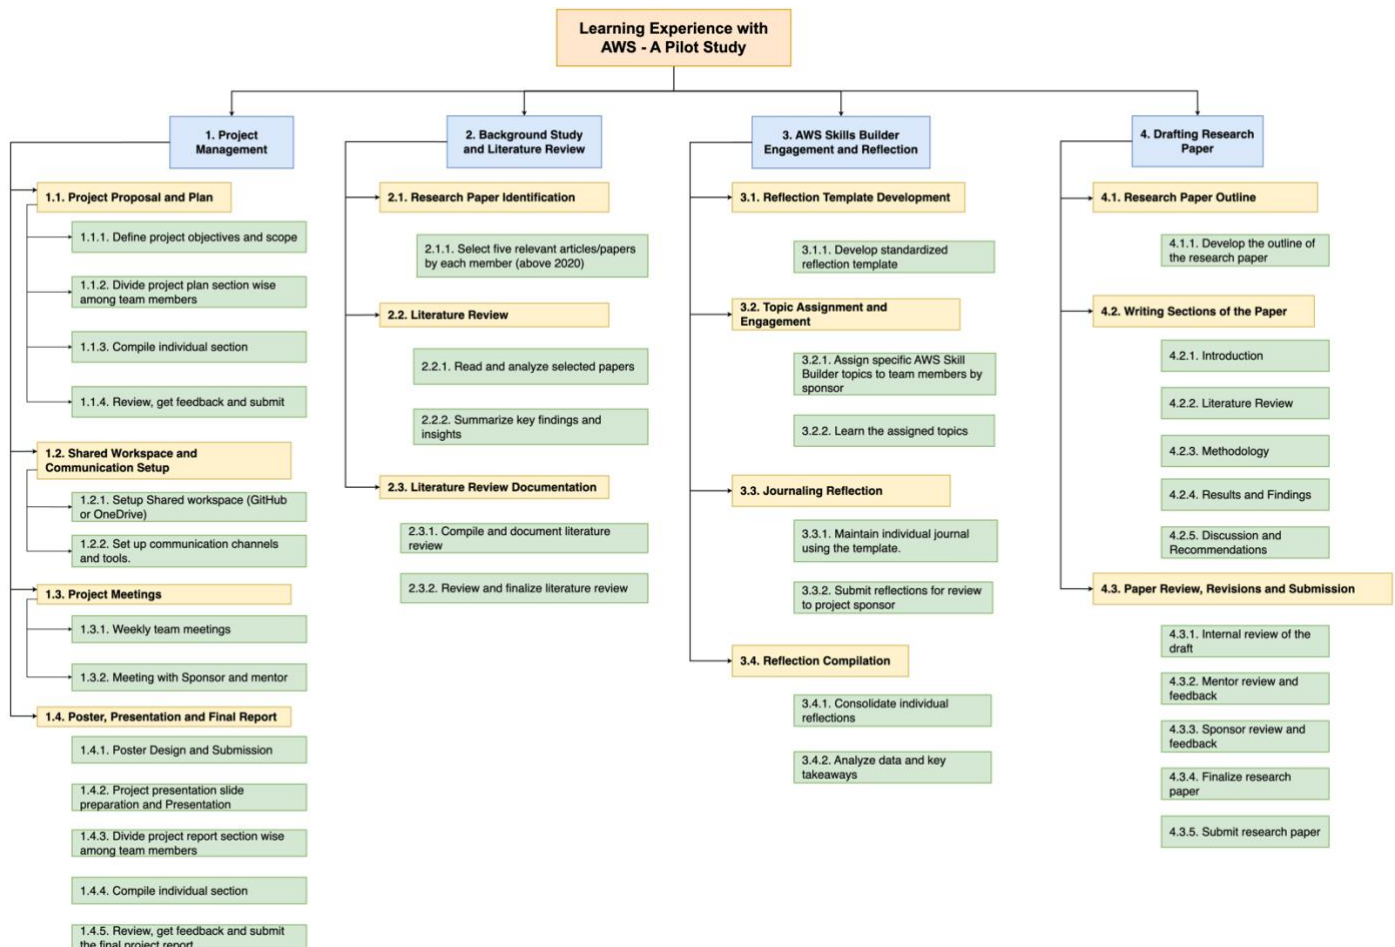 Learning Experience with
AWS - A Pilot Study
1. Project
Management
1.1. Project Proposal and Plan
1.1.1. Define project objectives and scope
1.1.2. Divide project plan section wise
among team members
1.1.3. Compile individual section
1.1.4. Review, get feedback and submit
1.2. Shared Workspace and
Communication Setup
1.2.1. Setup Shared workspace (GitHub
or OneDrive)
1.2.2. Set up communication channels
and tools.
1.3. Project Meetings
1.3.1. Weekly team meetings
1.3.2. Meeting with Sponsor and mentor
1.4. Poster, Presentation and Final Report
1.4.1. Poster Design and Submission
1.4.2. Project presentation slide
preparation and Presentation
1.4.3. Divide project report section wise
among team members
1.4.4. Compile individual section
1.4.5. Review, get feedback and submit
the final project report
2. Background Study
and Literature Review
2.1. Research Paper Identification
2.1.1. Select five relevant articles/papers
by each member (above 2020)
2.2. Literature Review
2.2.1. Read and analyze selected papers
2.2.2. Summarize key findings and
insights
2.3. Literature Review Documentation
2.3.1. Compile and document literature
review
2.3.2. Review and finalize literature review
3. AWS Skills Builder
Engagement and Reflection
3.1. Reflection Template Development
3.1.1. Develop standardized
reflection template
3.2. Topic Assignment and
Engagement
3.2.1. Assign specific AWS Skill
Builder topics to team members by
sponsor
3.2.2. Learn the assigned topics
3.3. Journaling Reflection
3.3.1. Maintain individual journal
using the template.
3.3.2. Submit reflections for review
to project sponsor
3.4. Reflection Compilation
3.4.1. Consolidate individual
reflections
3.4.2. Analyze data and key
takeaways
4. Drafting Research
Paper
4.1. Research Paper Outline
4.1.1. Develop the outline of
the research paper
4.2. Writing Sections of the Paper
4.2.1. Introduction
4.2.2. Literature Review
4.2.3. Methodology
4.2.4. Results and Findings
4.2.5. Discussion and
Recommendations
4.3. Paper Review, Revisions and Submission
4.3.1. Internal review of the
draft
4.3.2. Mentor review and
feedback
4.3.3. Sponsor review and
feedback
4.3.4. Finalize research
paper
4.3.5. Submit research paper